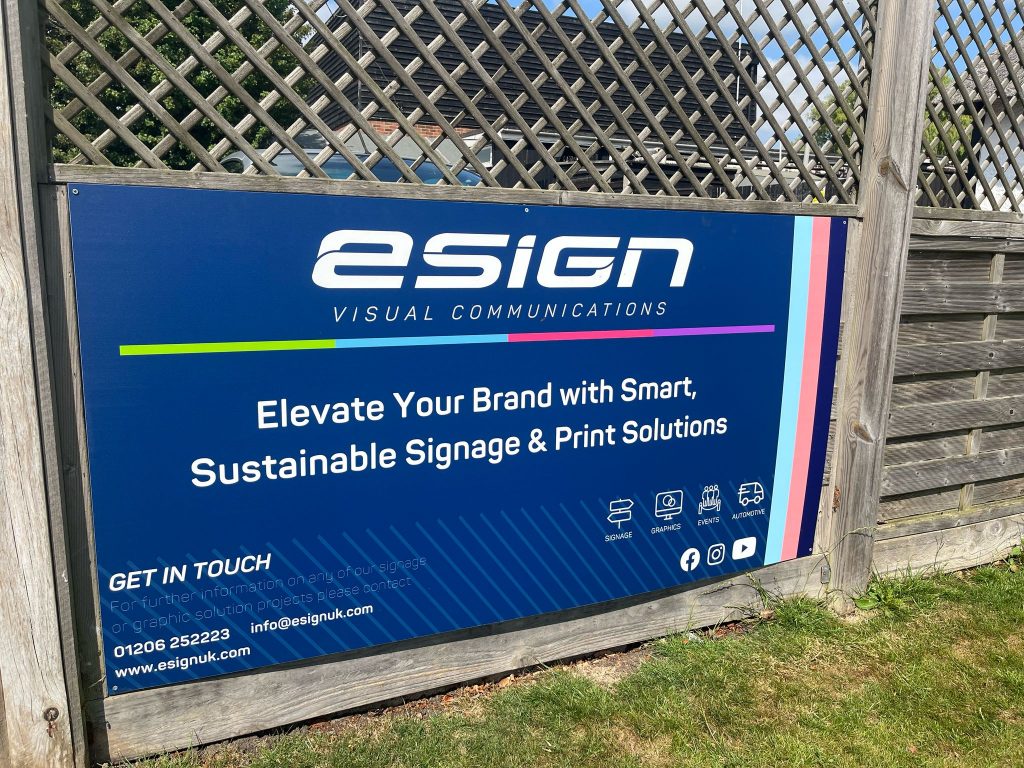 esign
VISUAL COMMUNICATIONS
Elevate Your Brand with Smart,
Sustainable Signage & Print Solutions
SIGNAGE GRAPHICS EVENTS AUTOMOTIVE
GET IN TOUCH
For further information on any of our signage
or graphic solution projects please contact
01206 252223 info@esignuk.com
www.esignuk.com